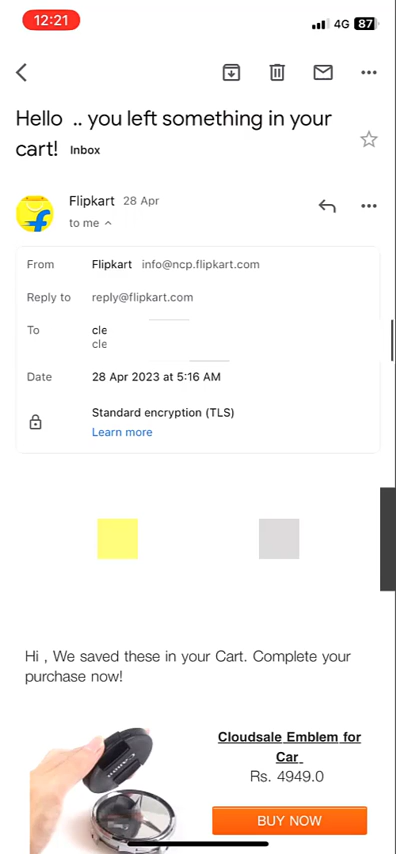 12:21
4G 87
Hello .. you left something in your
cart! Inbox
Flipkart 28 Apr
to me
From Flipkart info@ncp.flipkart.com
Reply to reply@flipkart.com
To cle
cle
Date 28 Apr 2023 at 5:16 AM
Standard encryption (TLS)
Learn more
Hi , We saved these in your Cart. Complete your
purchase now!
Cloudsale Emblem for
Car
Rs. 4949.0
BUY NOW